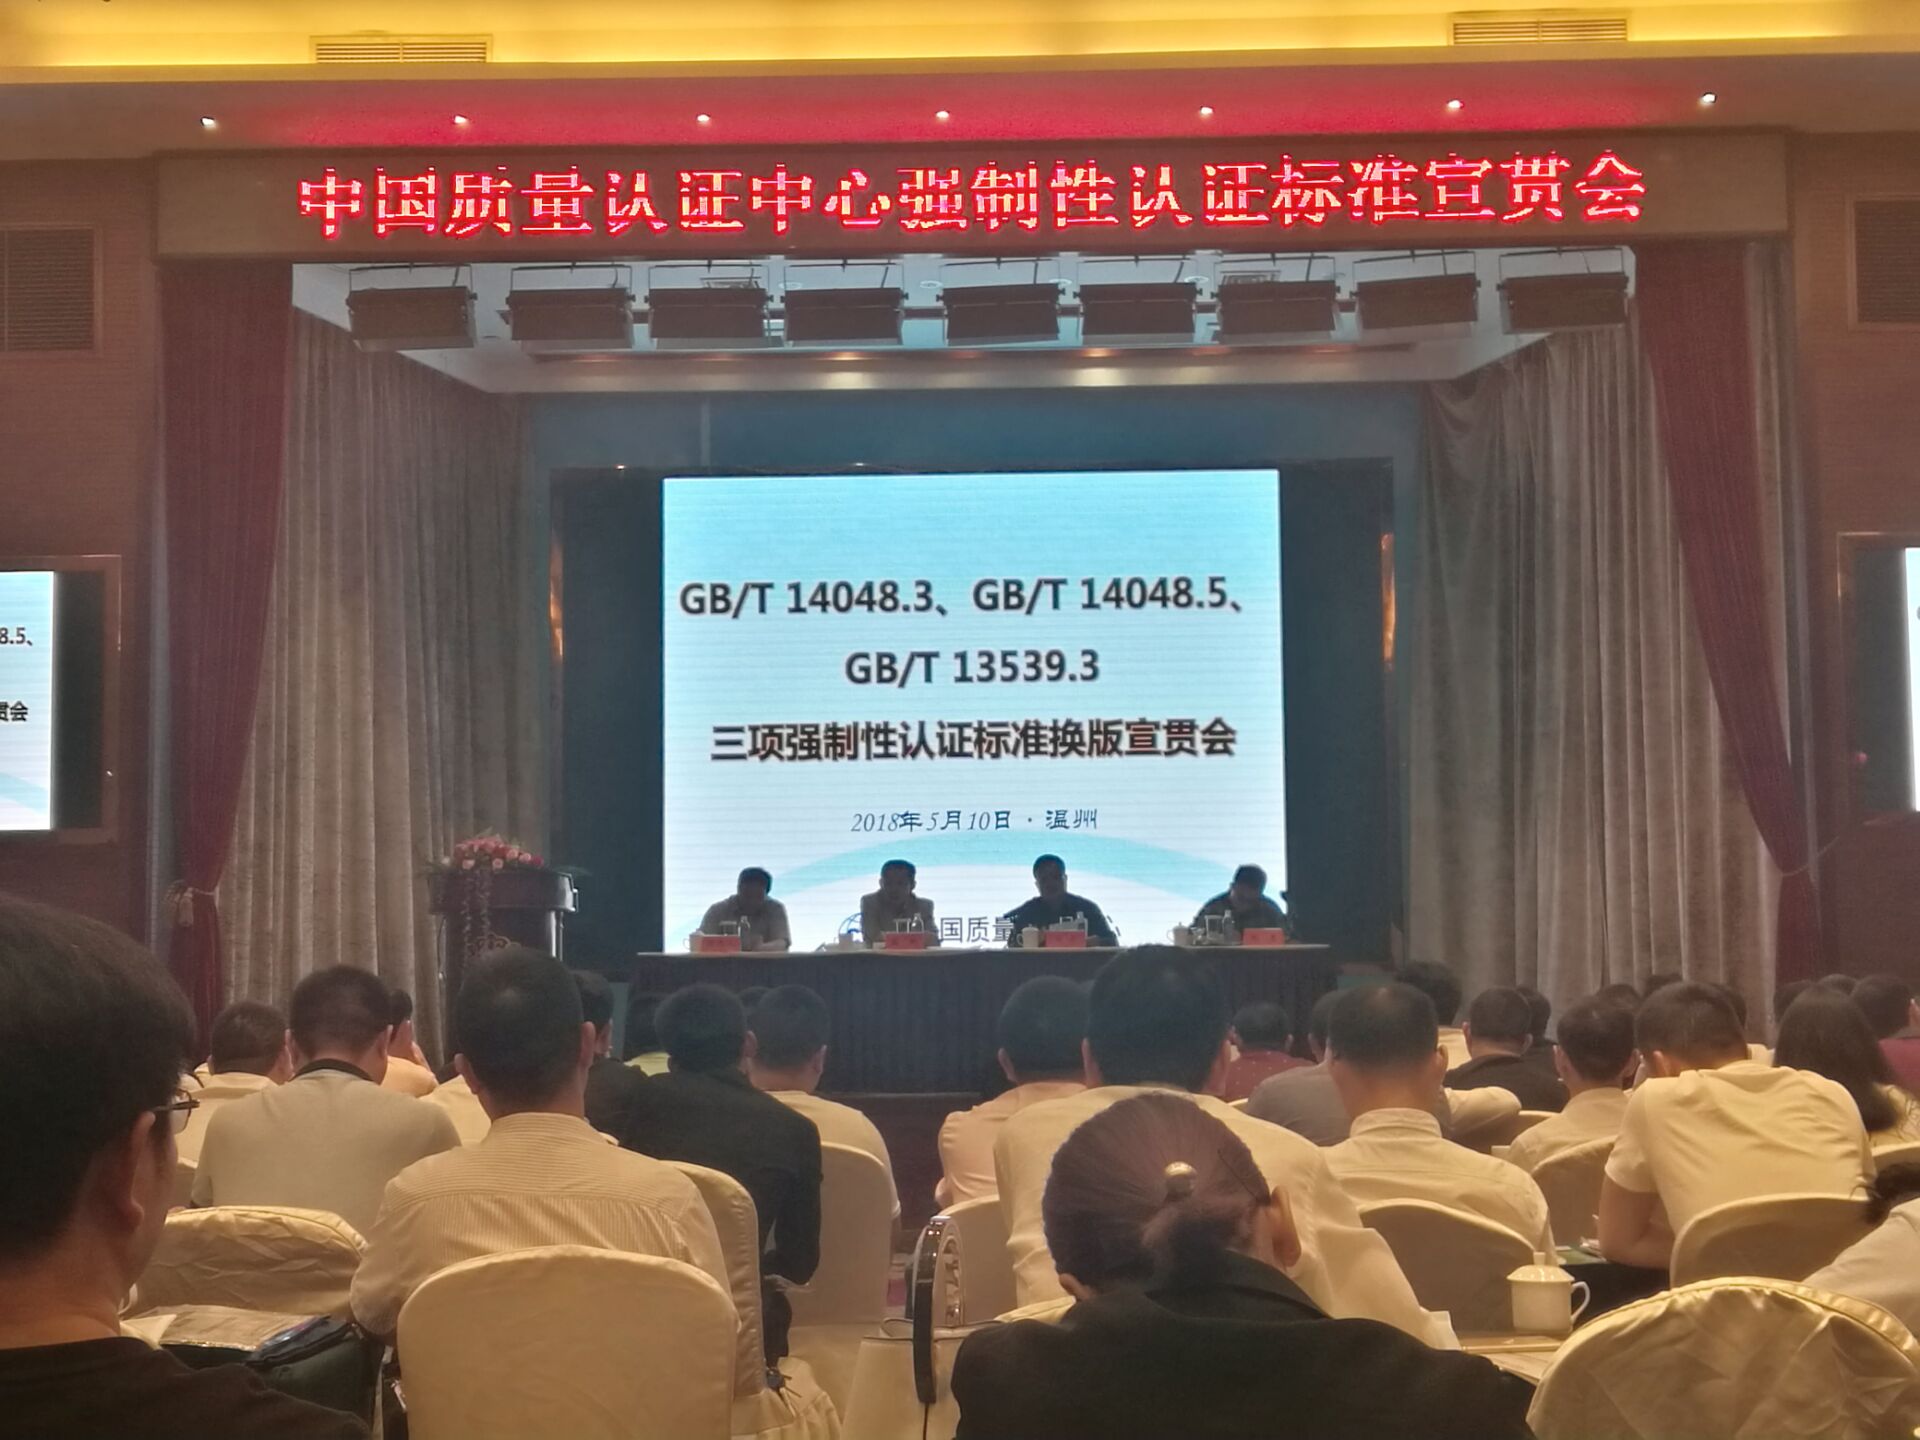 中国质量认证中心强制性认证标准宣贯会
GB/T 14048.3、GB/T 14048.5、
GB/T 13539.3
三项强制性认证标准换版宣贯会
2018年5月10日·温州
国质量
8.5、
贯会